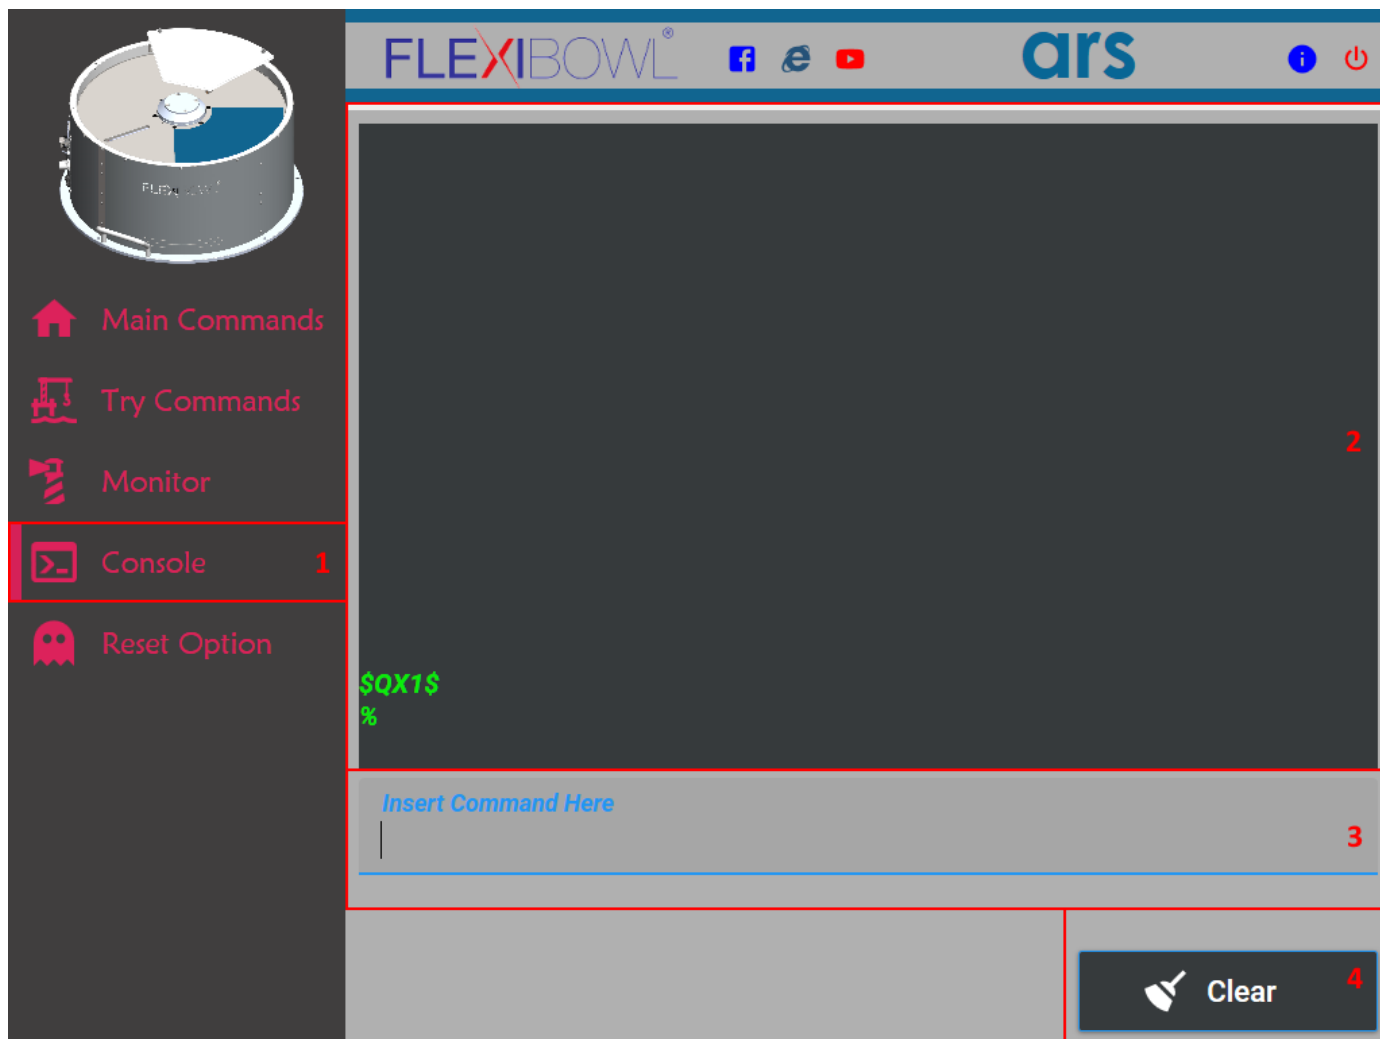 FLEXIBOWL®
ars
Main Commands
Try Commands
Monitor
Console 1
Reset Option
2
$QX1$
%
Insert Command Here
3
Clear 4